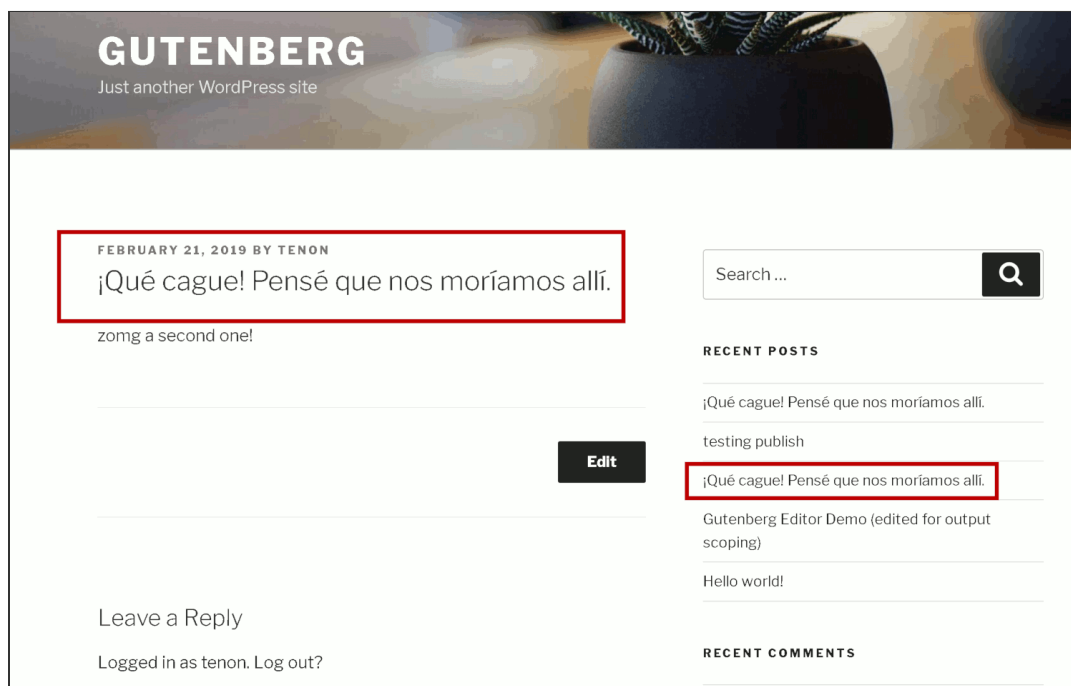 GUTENBERG
Just another WordPress site
FEBRUARY 21, 2019 BY TENON
¡Qué cague! Pensé que nos moríamos allí.
zomg a second one!
Edit
Leave a Reply
Logged in as tenon. Log out?
Search ...
RECENT POSTS
¡Qué cague! Pensé que nos moríamos allí.
testing publish
¡Qué cague! Pensé que nos moríamos allí.
Gutenberg Editor Demo (edited for output
scoping)
Hello world!
RECENT COMMENTS